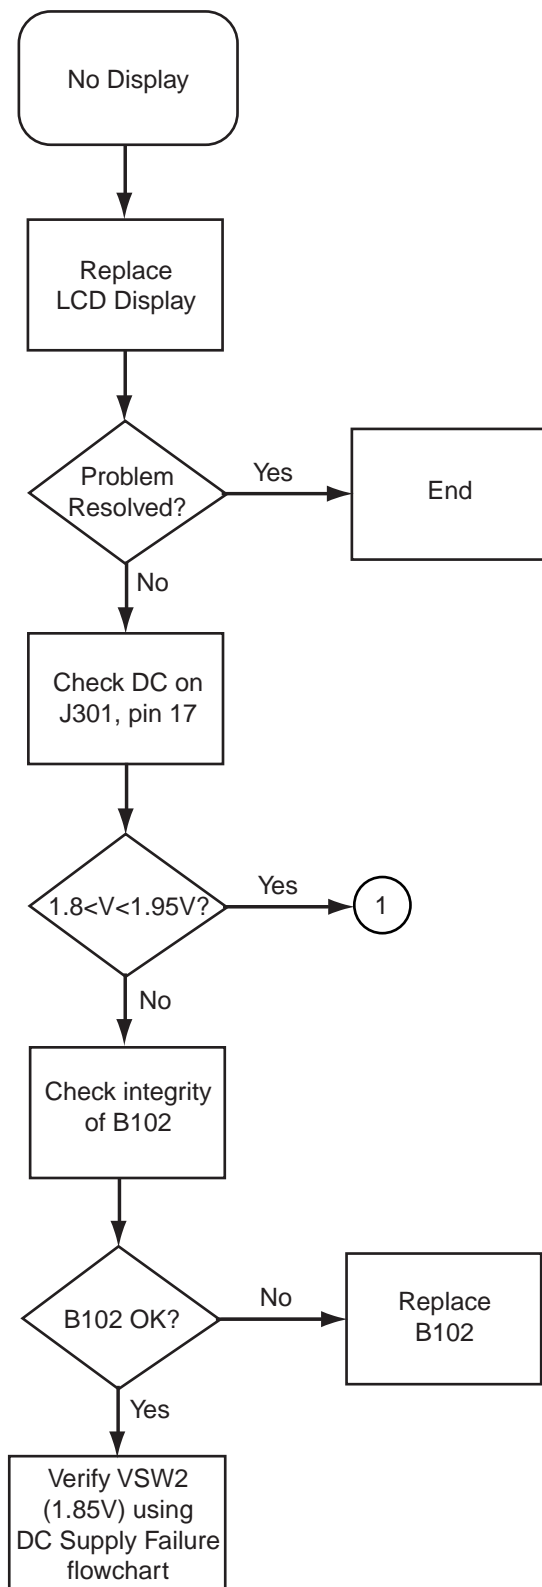 No Display
Replace
LCD Display
Problem
Resolved?
Yes
End
No
Check DC on
J301, pin 17
1.8<V<1.95V?
Yes
1
No
Check integrity
of B102
B102 OK?
No
Replace
B102
Yes
Verify VSW2
(1.85V) using
DC Supply Failure
flowchart